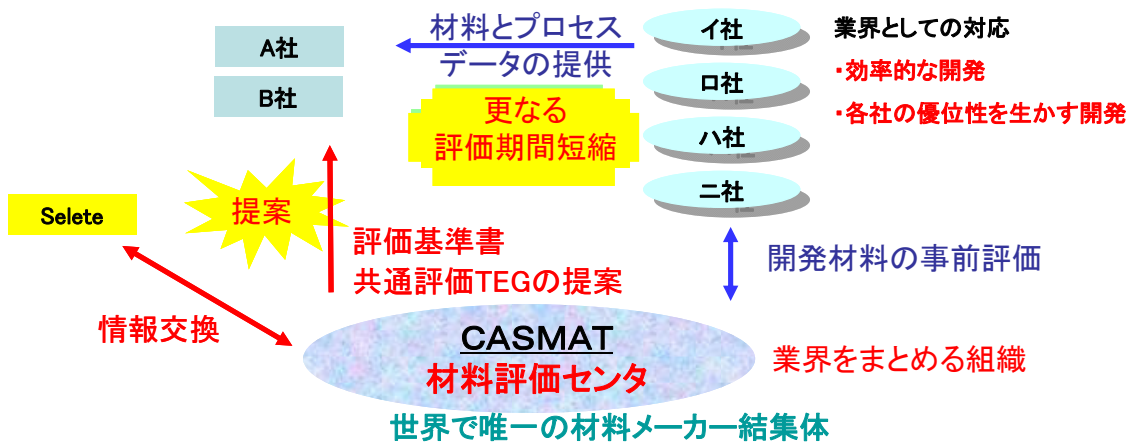 A社
B社
材料とプロセス
データの提供
更なる
評価期間短縮
イ社
ロ社
ハ社
ニ社
業界としての対応
・効率的な開発
・各社の優位性を生かす開発
Selete
提案
評価基準書
共通評価TEGの提案
開発材料の事前評価
情報交換
CASMAT
材料評価センタ
業界をまとめる組織
世界で唯一の材料メーカー結集体